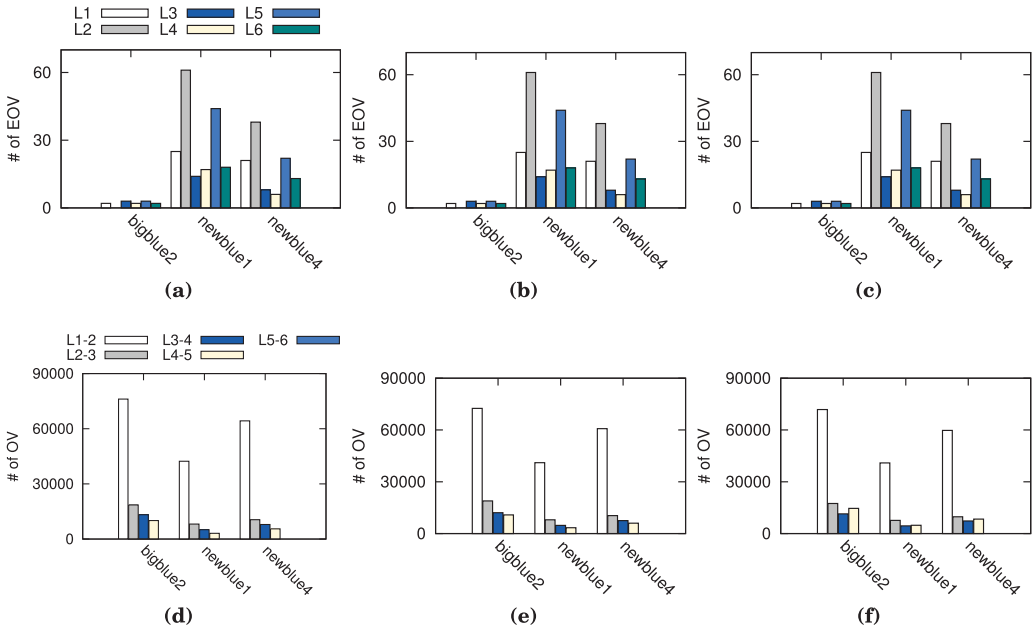 L1 L3 L5
L2 L4 L6
60
30
0
# of EOV
bigblue2
newblue1
newblue4
(a)
60
30
0
# of EOV
bigblue2
newblue1
newblue4
(b)
60
30
0
# of EOV
bigblue2
newblue1
newblue4
(c)
L1-2 L3-4 L5-6
L2-3 L4-5
90000
60000
30000
0
# of OV
bigblue2
newblue1
newblue4
(d)
90000
60000
30000
0
# of OV
bigblue2
newblue1
newblue4
(e)
90000
60000
30000
0
# of OV
bigblue2
newblue1
newblue4
(f)